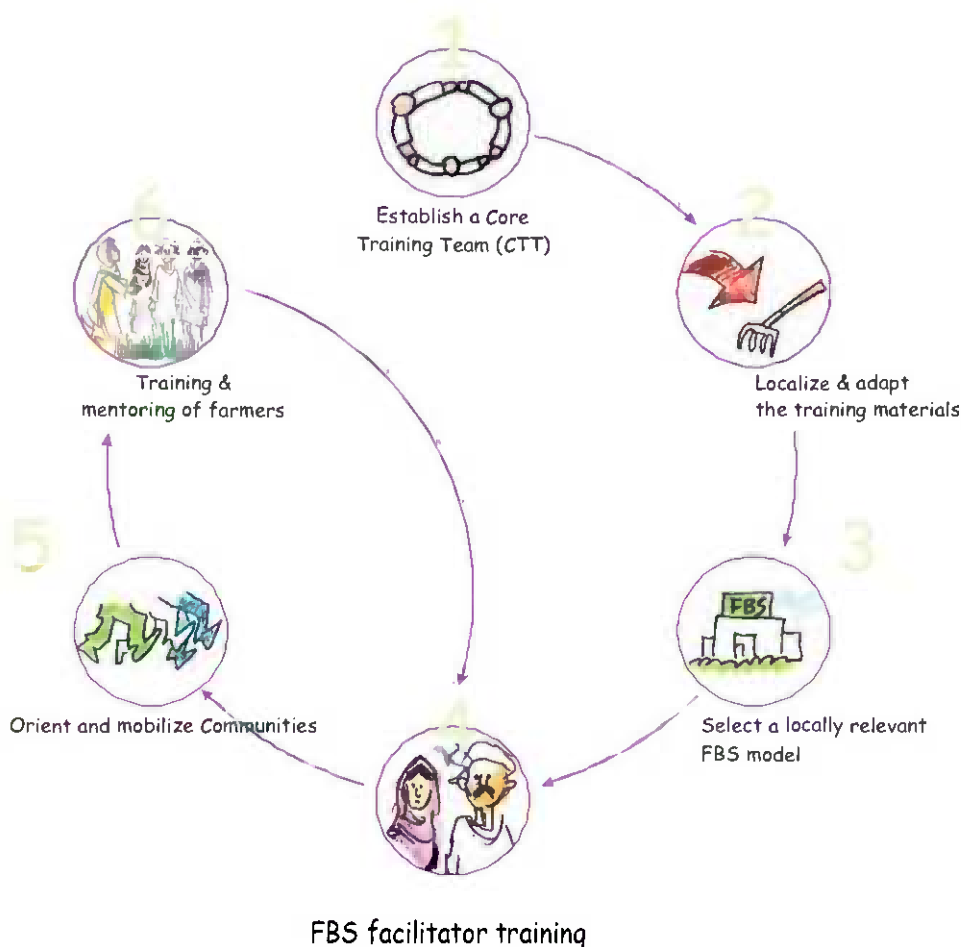 1
Establish a Core
Training Team (CTT)
2
Localize & adapt
the training materials
3
FBS
Select a locally relevant
FBS model
4
FBS facilitator training
5
Orient and mobilize Communities
6
Training &
mentoring of farmers